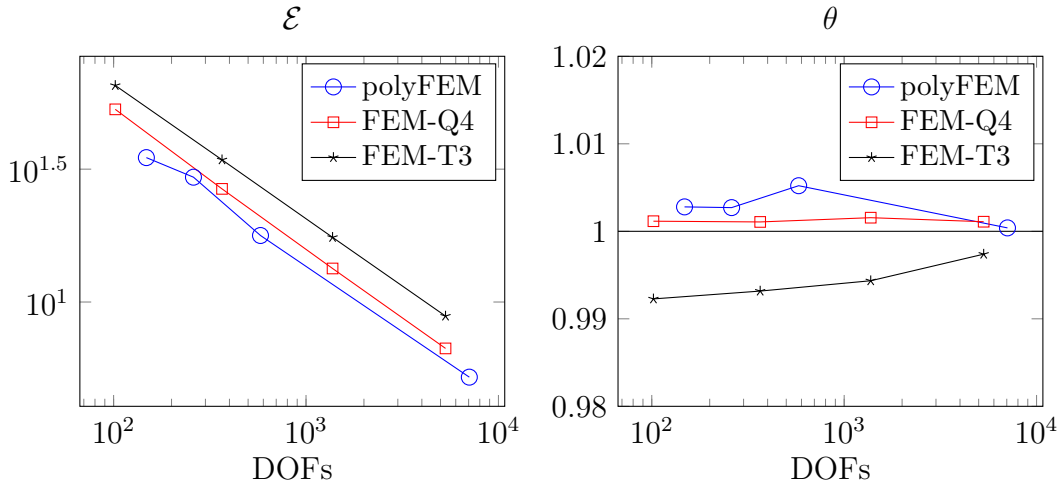 ℰ
10^1.5
10^1
10^2
10^3
10^4
DOFs
polyFEM
FEM-Q4
FEM-T3
θ
1.02
1.01
1
0.99
0.98
10^2
10^3
10^4
DOFs
polyFEM
FEM-Q4
FEM-T3